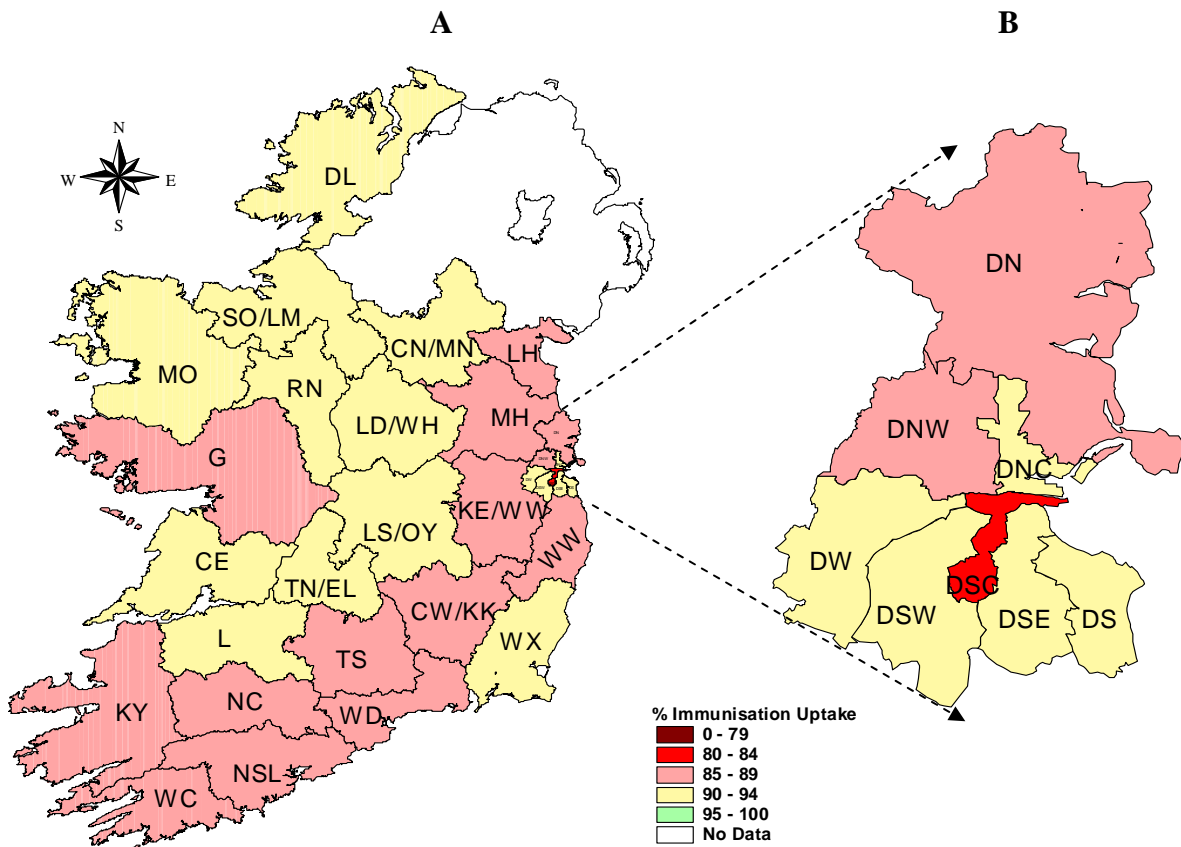 A B
N
W E
S
DL
SO/LM
CN/MN
LH
MO
RN
MH
LD/WH
G
KE/WW
LS/OY
WW
CE
TN/EL
CW/KK
L
WX
TS
NC
KY
WD
NSL
WC
DN
DNW
DNC
DW
DSC
DSW
DSE
DS
% Immunisation Uptake
0 - 79
80 - 84
85 - 89
90 - 94
95 - 100
No Data